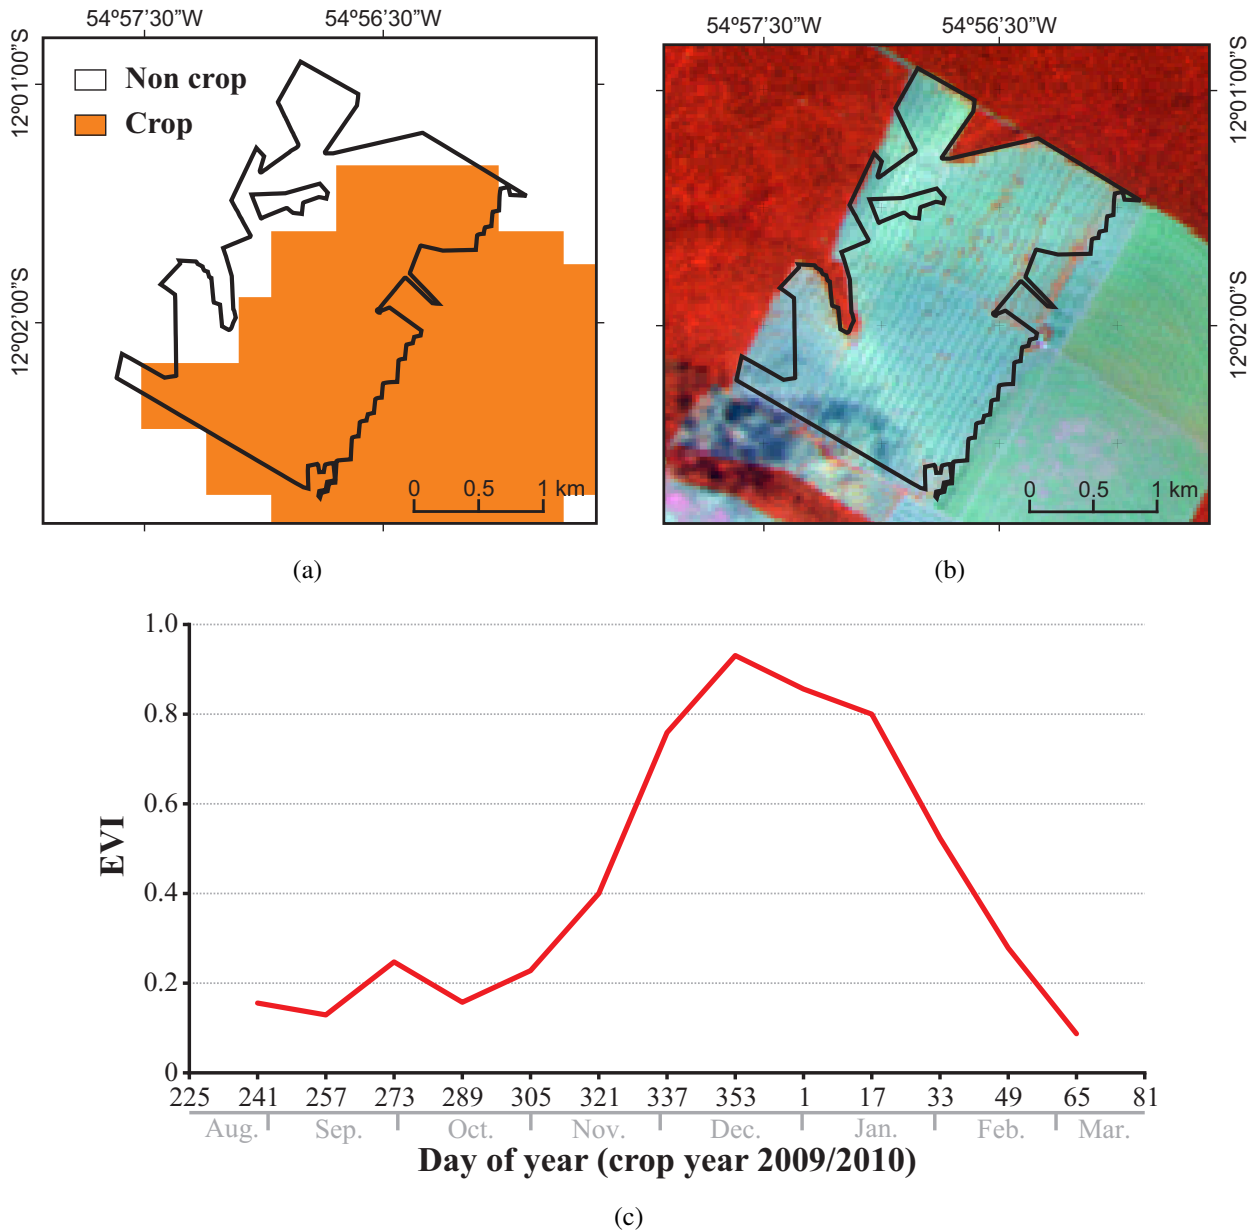 54º57'30"W 54º56'30"W
54º57'30"W 54º56'30"W
12º01'00"S
12º02'00"S
Non crop
Crop
0 0.5 1 km
(a)
0 0.5 1 km
12º01'00"S
12º02'00"S
(b)
EVI
1.0
0.8
0.6
0.4
0.2
0
225 241 257 273 289 305 321 337 353 1 17 33 49 65 81
Aug. Sep. Oct. Nov. Dec. Jan. Feb. Mar.
Day of year (crop year 2009/2010)
(c)